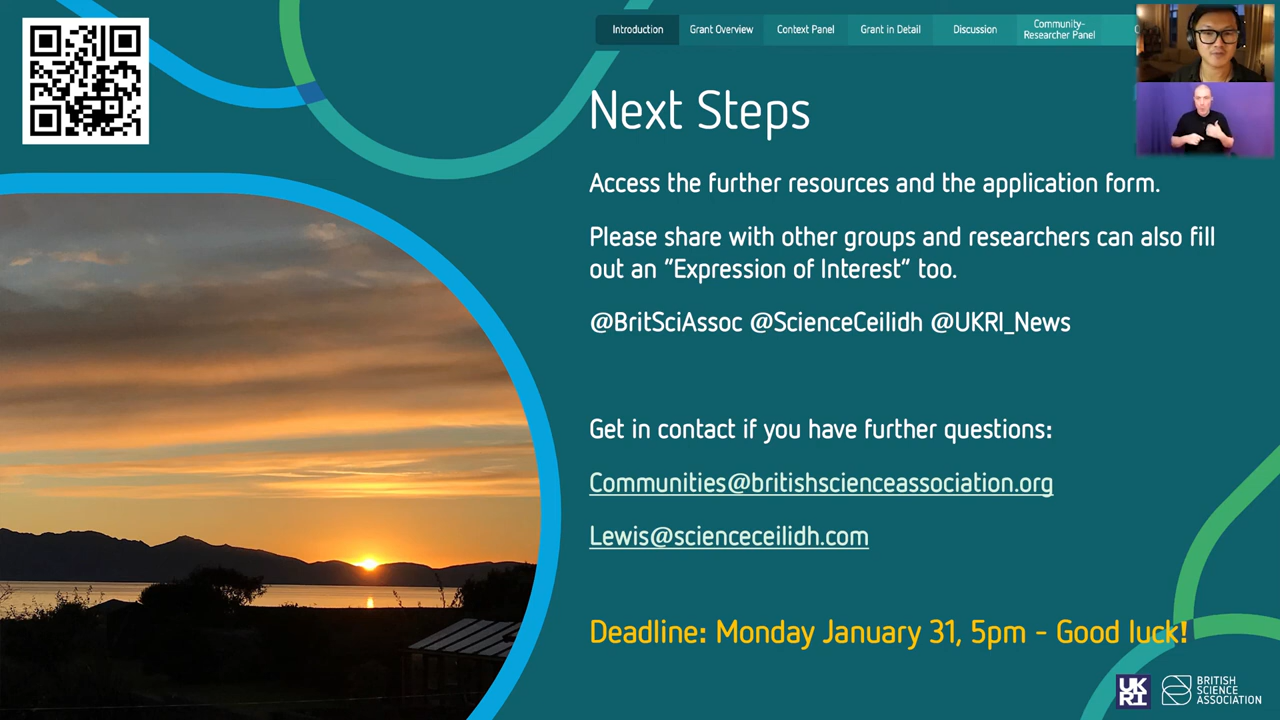 Introduction
Grant Overview
Context Panel
Grant in Detail
Discussion
Community-
Researcher Panel
Next Steps
Access the further resources and the application form.
Please share with other groups and researchers can also fill
out an "Expression of Interest" too.
@BritSciAssoc @ScienceCeilidh @UKRI_News
Get in contact if you have further questions:
Communities@britishscienceassociation.org
Lewis@scienceceilidh.com
Deadline: Monday January 31, 5pm - Good luck!
UK
RI
BRITISH
SCIENCE
ASSOCIATION